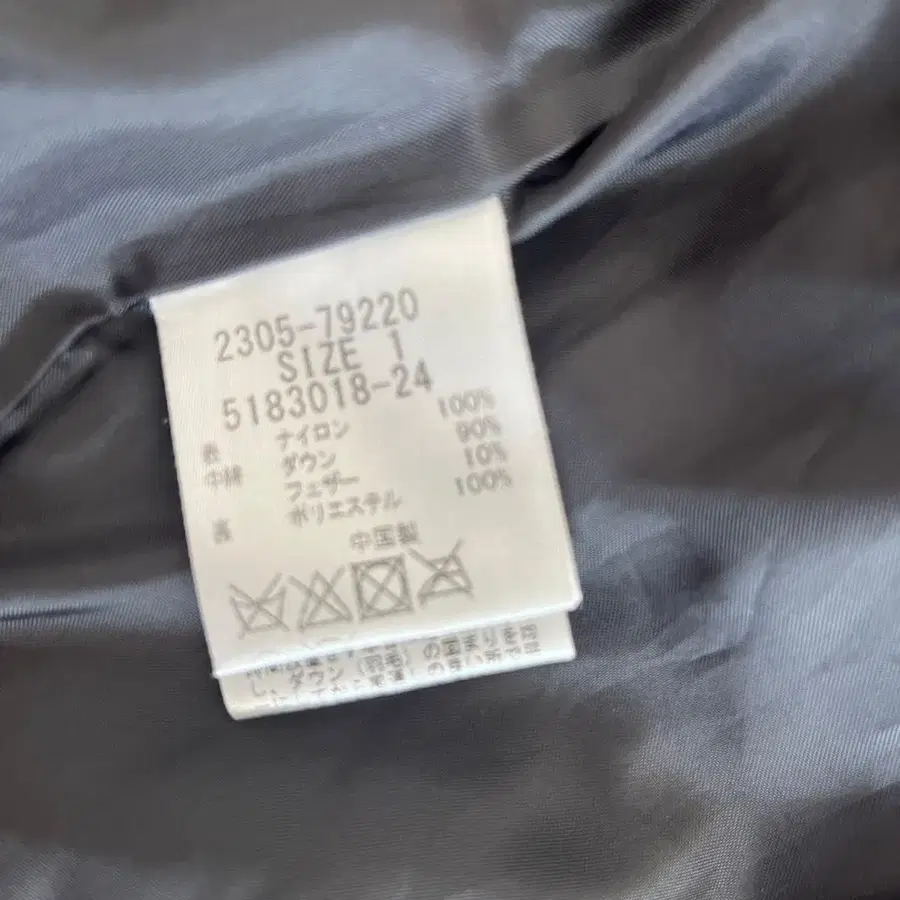 2305-79220
SIZE 1
5183018-24
表 ナイロン 100%
中綿 ダウン 90%
フェザー 10%
裏 ポリエステル 100%
中国製